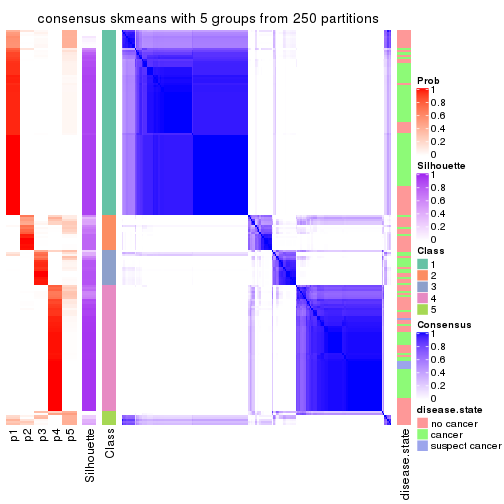 consensus skmeans with 5 groups from 250 partitions
Prob
1
0.8
0.6
0.4
0.2
0
Silhouette
1
0.8
0.6
0.4
0.2
0
Class
1
2
3
4
5
Consensus
1
0.8
0.6
0.4
0.2
0
disease.state
no cancer
cancer
suspect cancer
p1
p2
p3
p4
p5
Silhouette
Class
disease.state